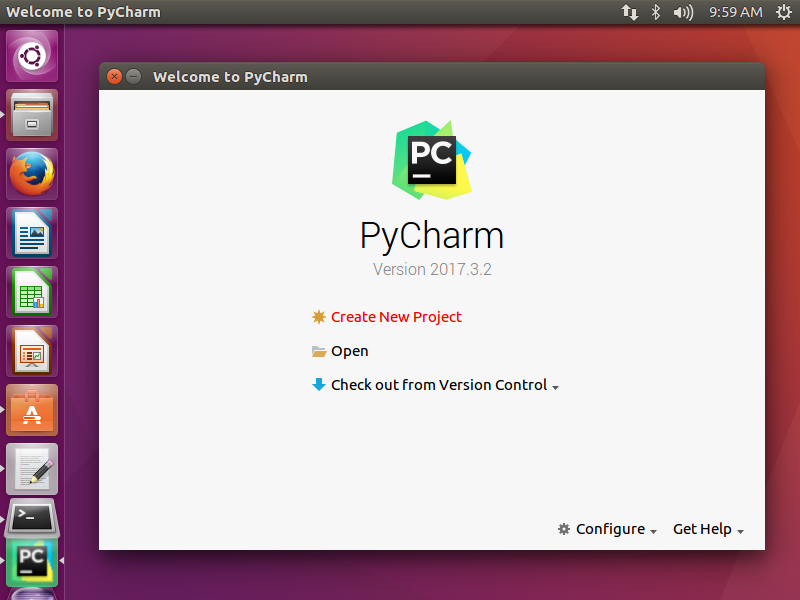 Welcome to PyCharm
9:59 AM
Welcome to PyCharm
PC
PyCharm
Version 2017.3.2
Create New Project
Open
Check out from Version Control
Configure
Get Help
A
>_
PC